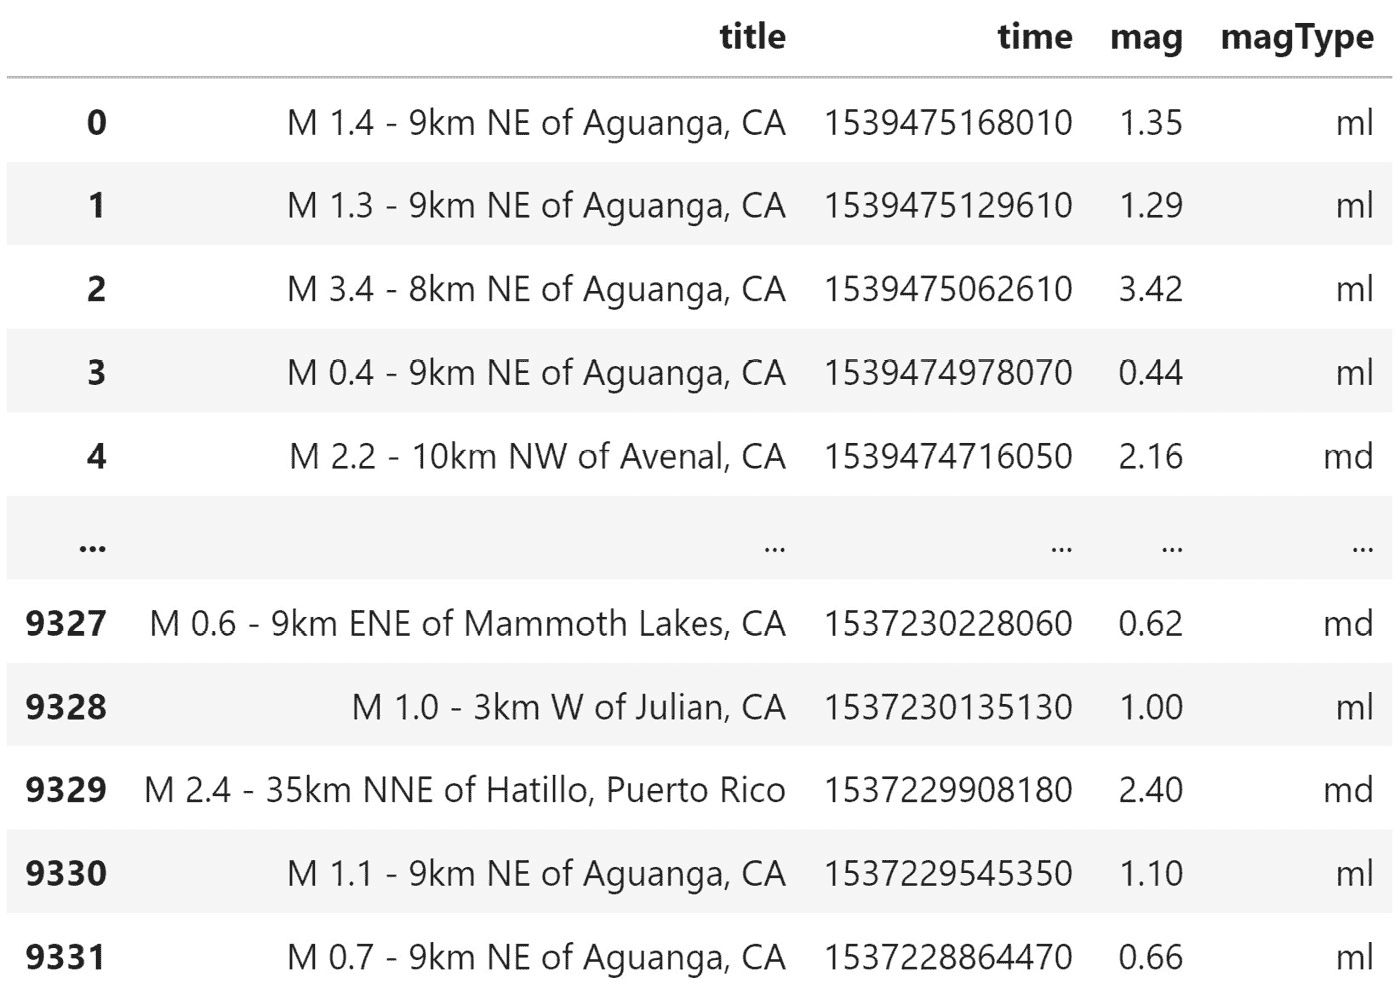 title time mag magType
0 M 1.4 - 9km NE of Aguanga, CA 1539475168010 1.35 ml
1 M 1.3 - 9km NE of Aguanga, CA 1539475129610 1.29 ml
2 M 3.4 - 8km NE of Aguanga, CA 1539475062610 3.42 ml
3 M 0.4 - 9km NE of Aguanga, CA 1539474978070 0.44 ml
4 M 2.2 - 10km NW of Avenal, CA 1539474716050 2.16 md
... ... ... ... ...
9327 M 0.6 - 9km ENE of Mammoth Lakes, CA 1537230228060 0.62 md
9328 M 1.0 - 3km W of Julian, CA 1537230135130 1.00 ml
9329 M 2.4 - 35km NNE of Hatillo, Puerto Rico 1537229908180 2.40 md
9330 M 1.1 - 9km NE of Aguanga, CA 1537229545350 1.10 ml
9331 M 0.7 - 9km NE of Aguanga, CA 1537228864470 0.66 ml